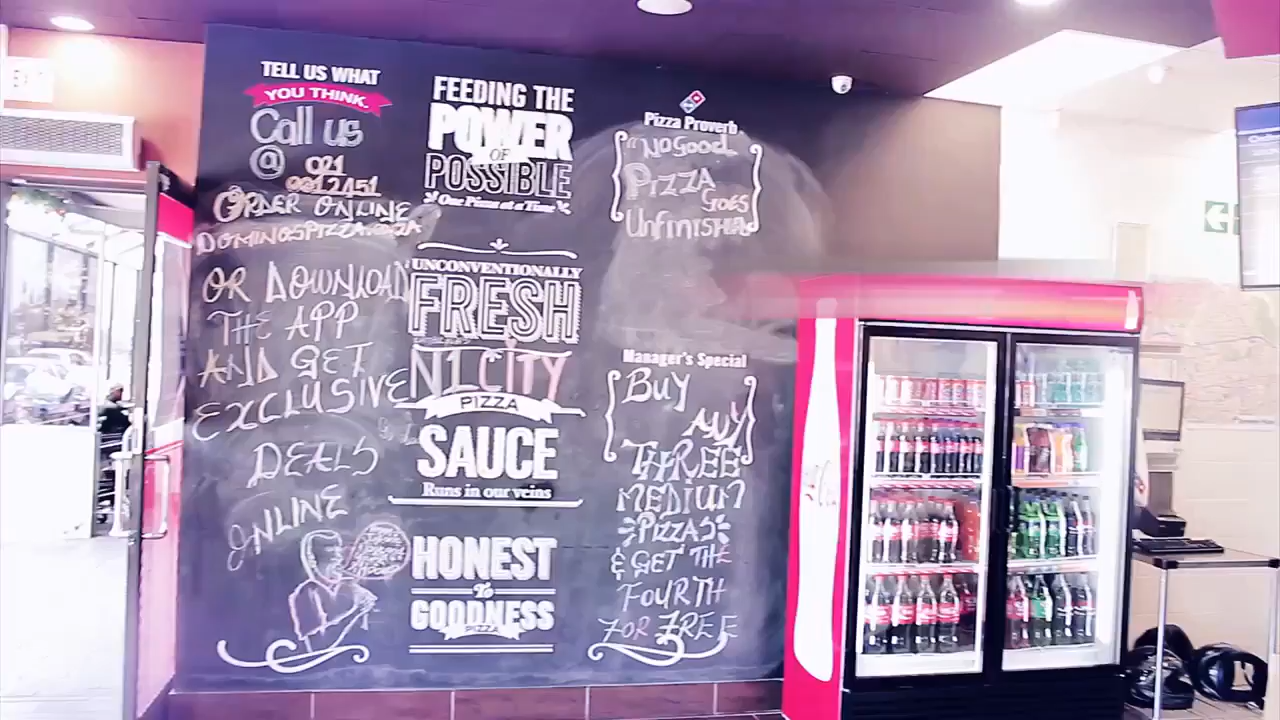 TELL US WHAT
YOU THINK.
Call us
@ 021
ORDER ONLINE
OR DOWNLOAD
THE APP
AND GET
EXCLUSIVE
DEALS
ONLINE
FEEDING THE
POWER
OF
POSSIBLE
One Pizza at a Time
UNCONVENTIONALLY
FRESH
N1 CITY
PIZZA
SAUCE
Runs in our veins
HONEST
To
GOODNESS
PIZZA
Pizza Proverb
"No Good
PIZZA
GOES
Manager's Special
BUY
ANY
THREE
MEDIUM
PIZZAS
& GET THE
FOURTH
FOR FREE